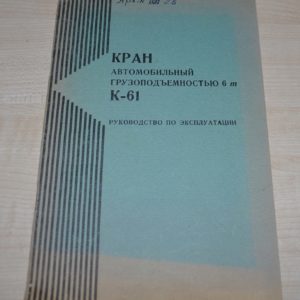 КРАН
АВТОМОБИЛЬНЫЙ
ГРУЗОПОДЪЕМНОСТЬЮ 6 т
К-61
РУКОВОДСТВО ПО ЭКСПЛУАТАЦИИ